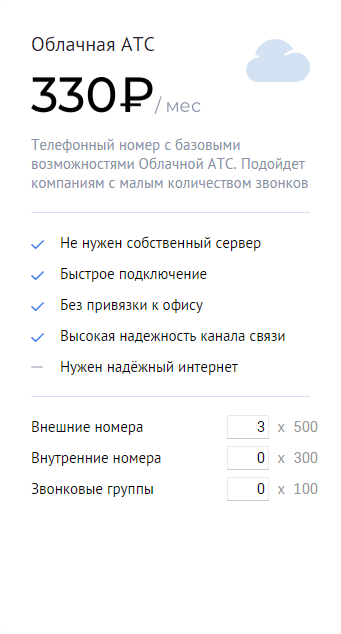 Облачная АТС
330₽/ мес
Телефонный номер с базовыми
возможностями Облачной АТС. Подойдет
компаниям с малым количеством звонков
Не нужен собственный сервер
Быстрое подключение
Без привязки к офису
Высокая надежность канала связи
Нужен надёжный интернет
Внешние номера 3 x 500
Внутренние номера 0 x 300
Звонковые группы 0 x 100